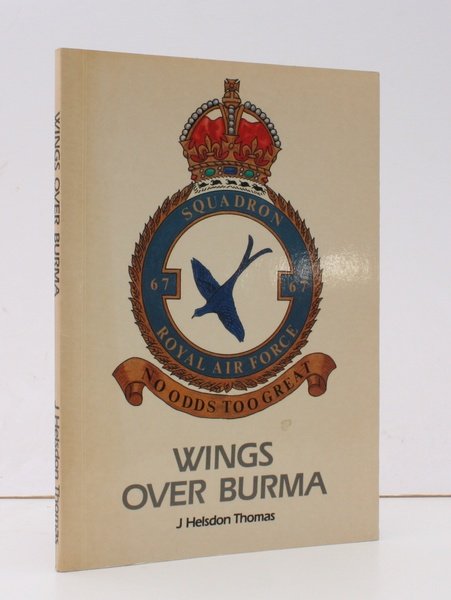 WINGS OVER BURMA
J Helsdon Thomas
SQUADRON
67
67
ROYAL AIR FORCE
NO ODDS TOO GREAT
WINGS
OVER BURMA
J Helsdon Thomas